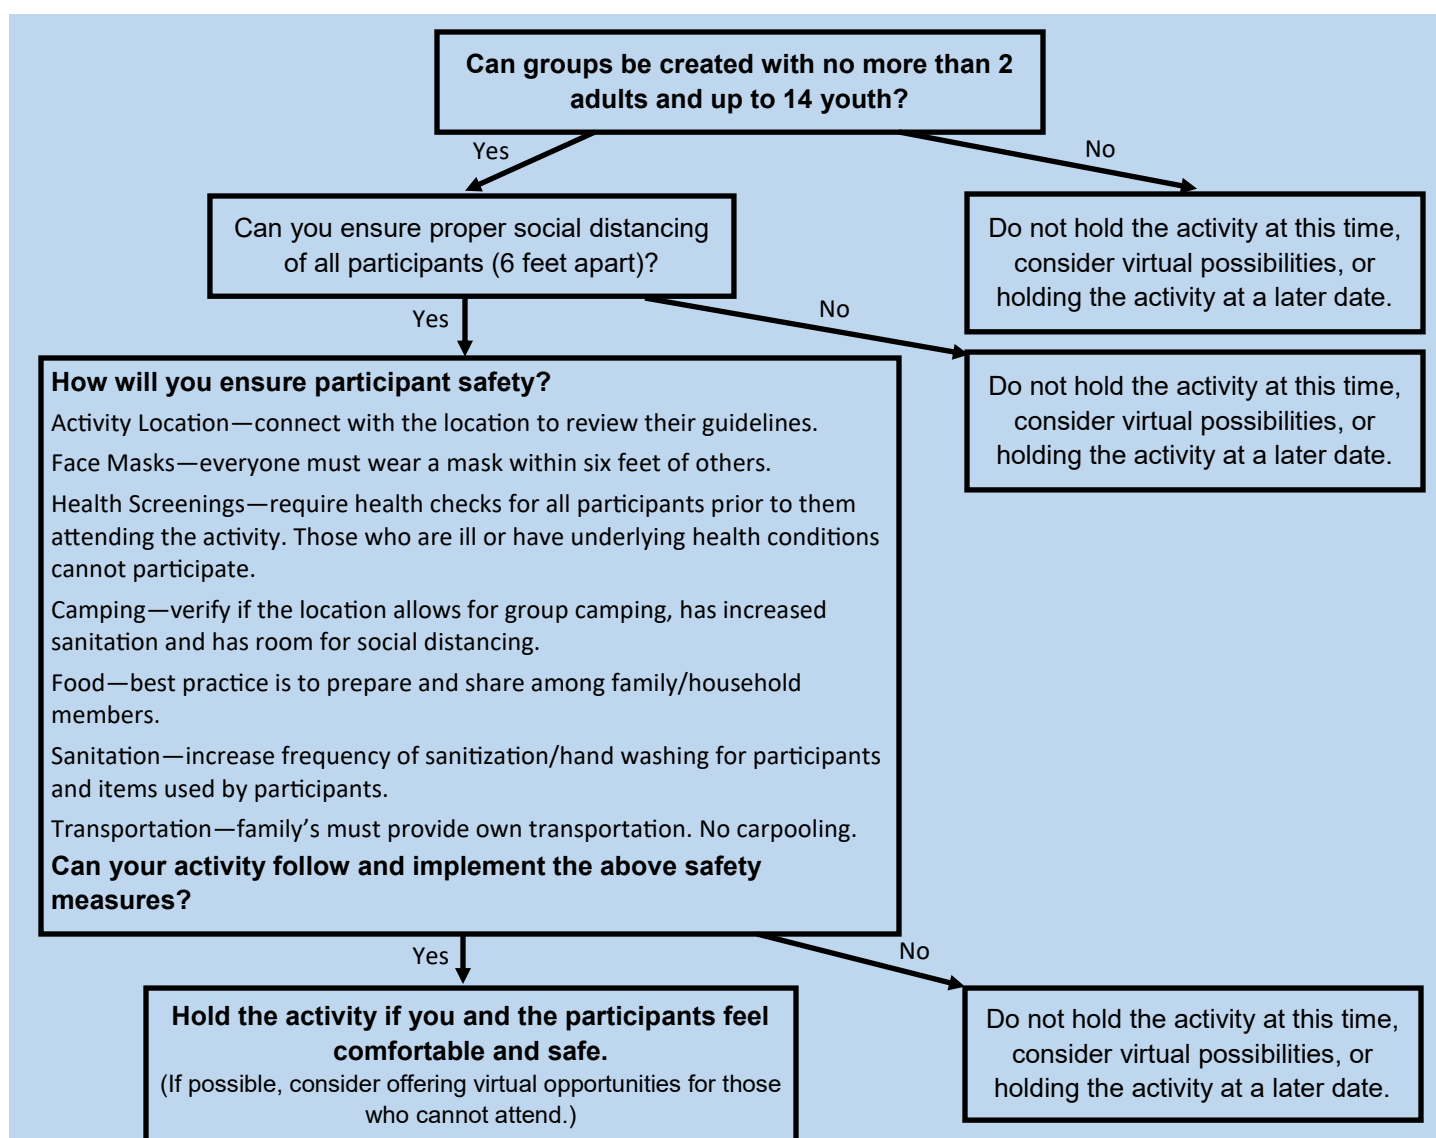 Can groups be created with no more than 2
adults and up to 14 youth?
Yes
No
Can you ensure proper social distancing
of all participants (6 feet apart)?
Do not hold the activity at this time,
consider virtual possibilities, or
holding the activity at a later date.
Yes
No
How will you ensure participant safety?
Activity Location—connect with the location to review their guidelines.
Face Masks—everyone must wear a mask within six feet of others.
Health Screenings—require health checks for all participants prior to them
attending the activity. Those who are ill or have underlying health conditions
cannot participate.
Camping—verify if the location allows for group camping, has increased
sanitation and has room for social distancing.
Food—best practice is to prepare and share among family/household
members.
Sanitation—increase frequency of sanitization/hand washing for participants
and items used by participants.
Transportation—family's must provide own transportation. No carpooling.
Can your activity follow and implement the above safety
measures?
Do not hold the activity at this time,
consider virtual possibilities, or
holding the activity at a later date.
Yes
No
Hold the activity if you and the participants feel
comfortable and safe.
(If possible, consider offering virtual opportunities for those
who cannot attend.)
Do not hold the activity at this time,
consider virtual possibilities, or
holding the activity at a later date.